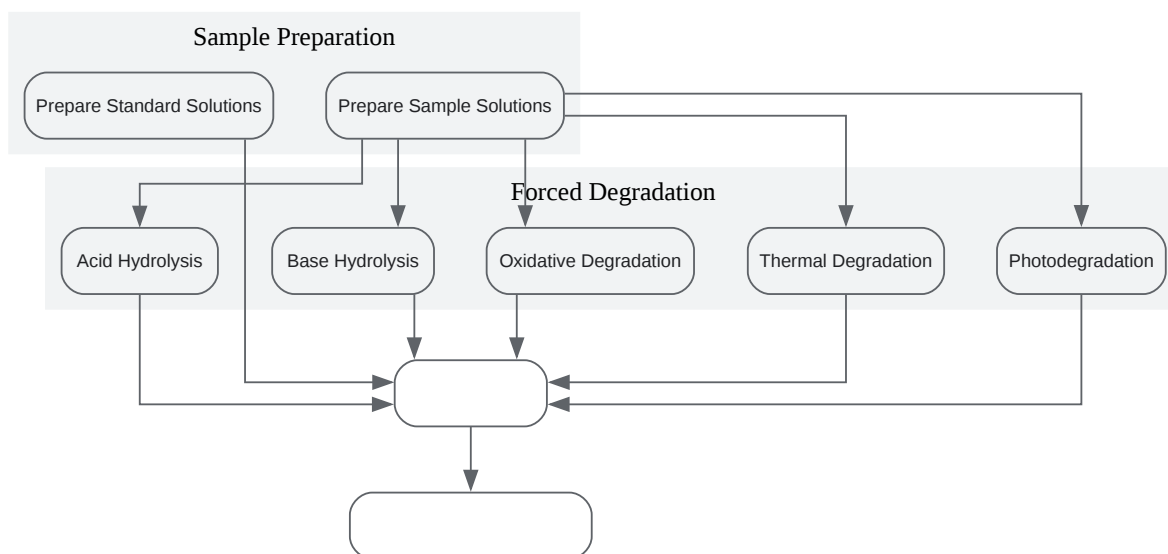 Sample Preparation
Prepare Standard Solutions
Prepare Sample Solutions
Forced Degradation
Acid Hydrolysis
Base Hydrolysis
Oxidative Degradation
Thermal Degradation
Photodegradation